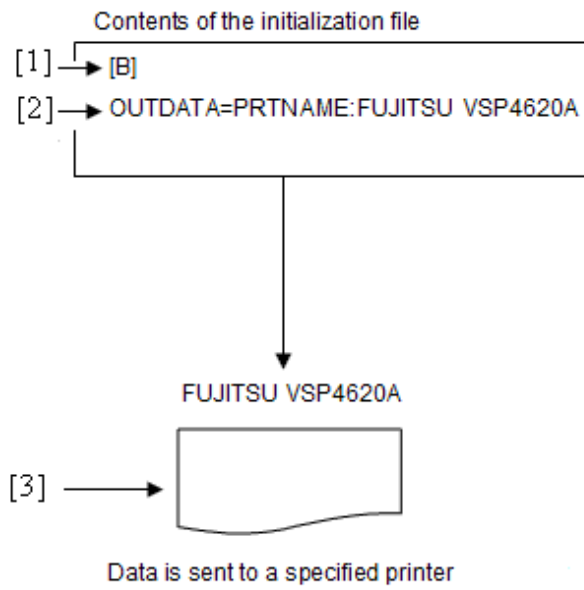 Contents of the initialization file
[1] [B]
[2] OUTDATA=PRTNAME:FUJITSU VSP4620A
FUJITSU VSP4620A
[3]
Data is sent to a specified printer